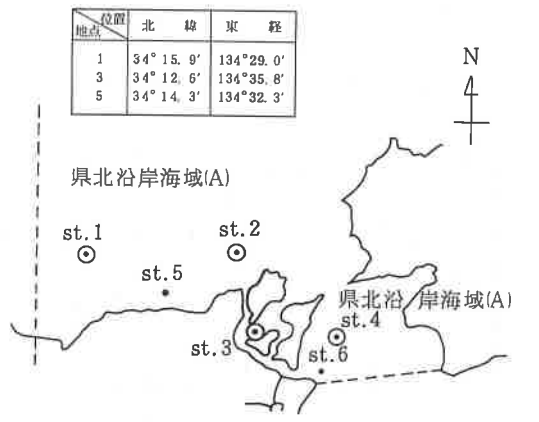 位置
地点
北緯 東経
1 34°15.9′ 134°29.0′
3 34°12.6′ 134°35.8′
5 34°14.3′ 134°32.3′
N
県北沿岸海域(A)
st.1
st.2
st.5
県北沿岸海域(A)
st.4
st.3
st.6